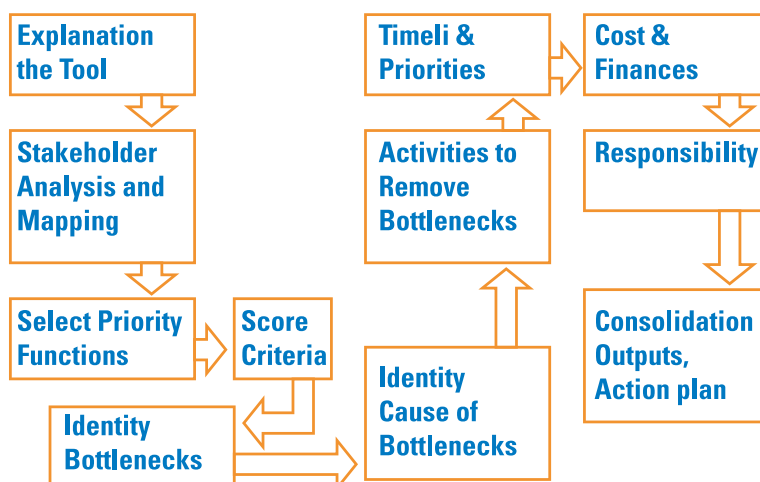 Explanation
the Tool
Stakeholder
Analysis and
Mapping
Select Priority
Functions
Score
Criteria
Identity
Bottlenecks
Identity
Cause of
Bottlenecks
Activities to
Remove
Bottlenecks
Timeli &
Priorities
Cost &
Finances
Responsibility
Consolidation
Outputs,
Action plan